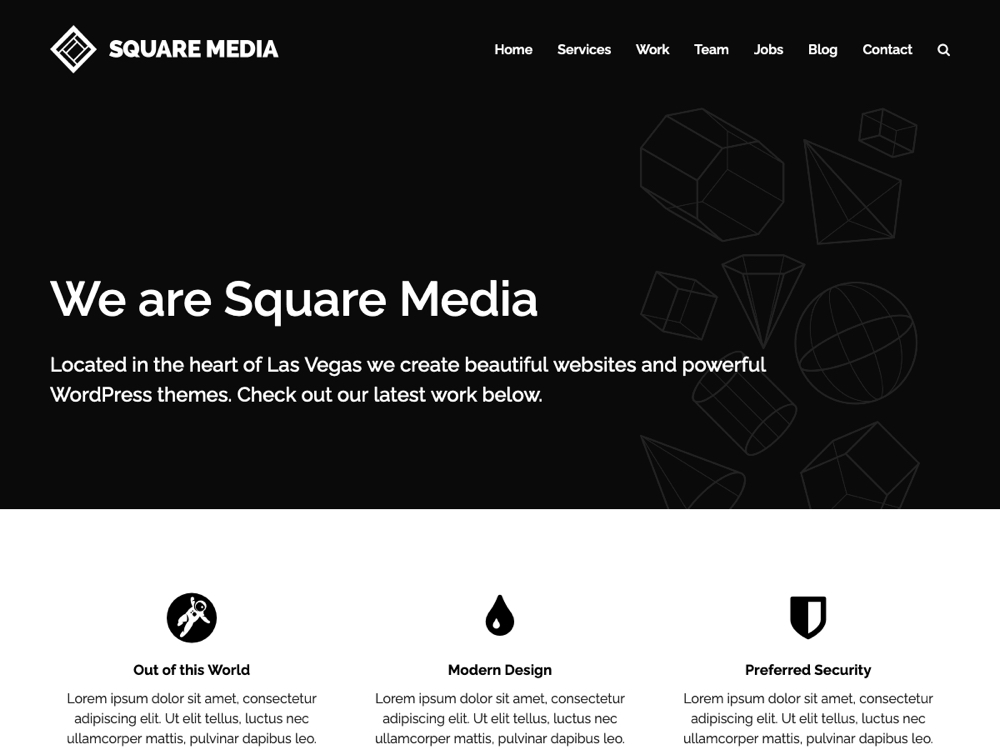 SQUARE MEDIA
Home Services Work Team Jobs Blog Contact
We are Square Media
Located in the heart of Las Vegas we create beautiful websites and powerful
WordPress themes. Check out our latest work below.
Out of this World
Lorem ipsum dolor sit amet, consectetur
adipiscing elit. Ut elit tellus, luctus nec
ullamcorper mattis, pulvinar dapibus leo.
Modern Design
Lorem ipsum dolor sit amet, consectetur
adipiscing elit. Ut elit tellus, luctus nec
ullamcorper mattis, pulvinar dapibus leo.
Preferred Security
Lorem ipsum dolor sit amet, consectetur
adipiscing elit. Ut elit tellus, luctus nec
ullamcorper mattis, pulvinar dapibus leo.